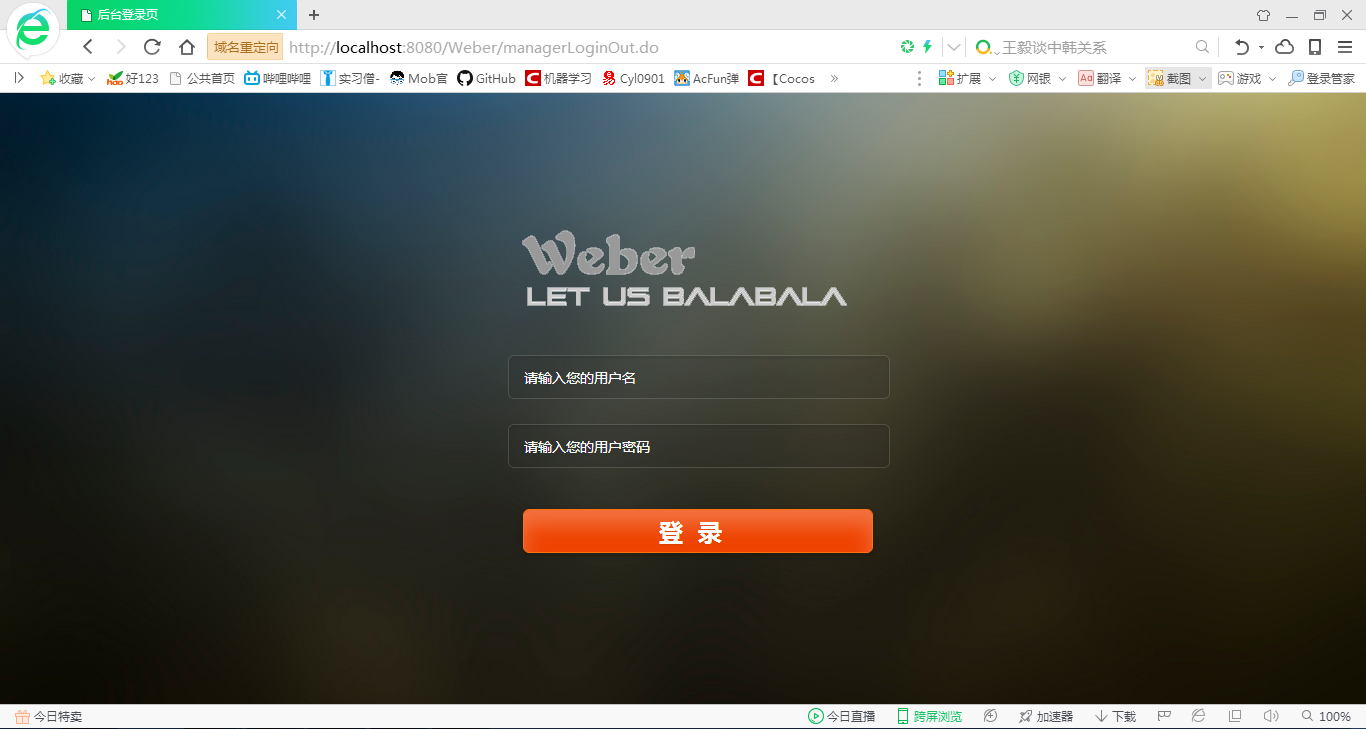 后台登录页
域名重定向 http://localhost:8080/Weber/managerLoginOut.do 王毅谈中韩关系
收藏 好123 公共首页 哔哩哔哩 实习僧- Mob官 GitHub 机器学习 Cyl0901 AcFun弹 【Cocos » 扩展 网银 翻译 截图 游戏 登录管家
Weber
LET US BALABALA
请输入您的用户名
请输入您的用户密码
登 录
今日特卖 今日直播 跨屏浏览 加速器 下载 100%